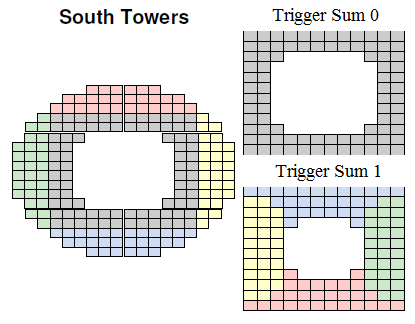 South Towers
Trigger Sum 0
Trigger Sum 1